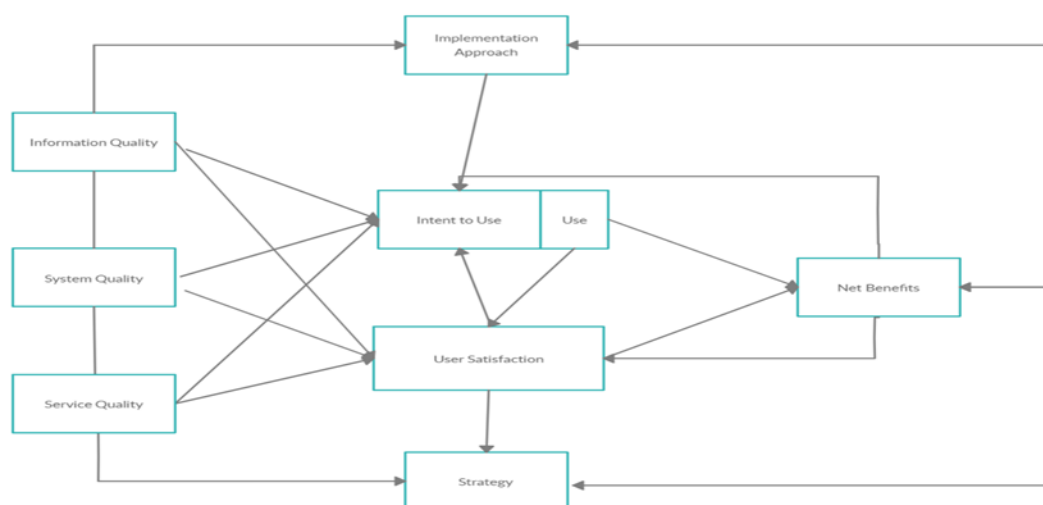 Implementation
Approach
Information Quality
Intent to Use
Use
System Quality
Net Benefits
User Satisfaction
Service Quality
Strategy